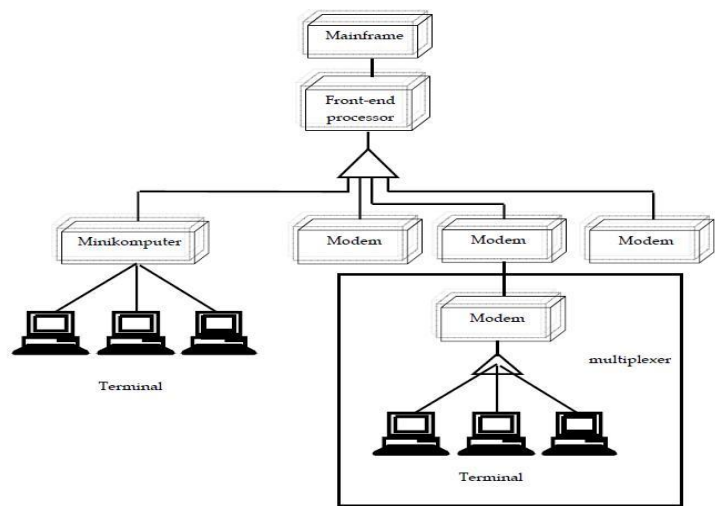 Mainframe
Front-end
processor
Minikomputer
Modem
Modem
Modem
Modem
multiplexer
Terminal
Terminal